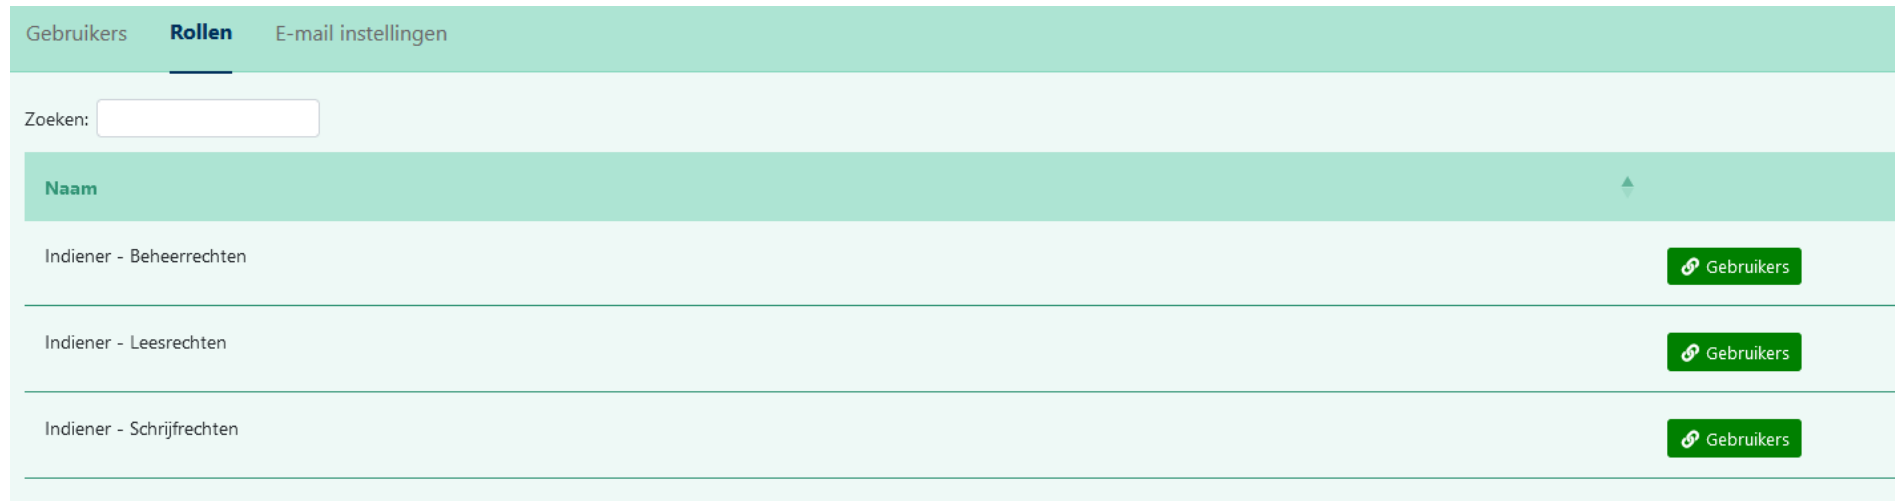 Gebruikers Rollen E-mail instellingen
Zoeken:
Naam
Indiener - Beheerrechten Gebruikers
Indiener - Leesrechten Gebruikers
Indiener - Schrijfrechten Gebruikers